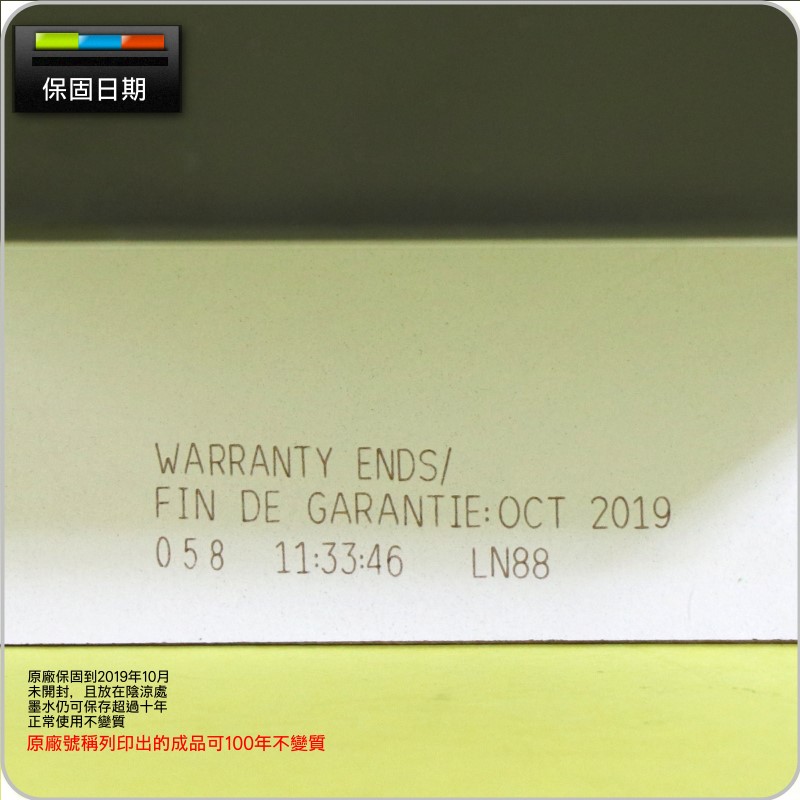 保固日期
WARRANTY ENDS/
FIN DE GARANTIE:OCT 2019
058 11:33:46 LN88
原廠保固到2019年10月
未開封，且放在陰涼處
墨水仍可保存超過十年
正常使用不變質
原廠號稱列印出的成品可100年不變質